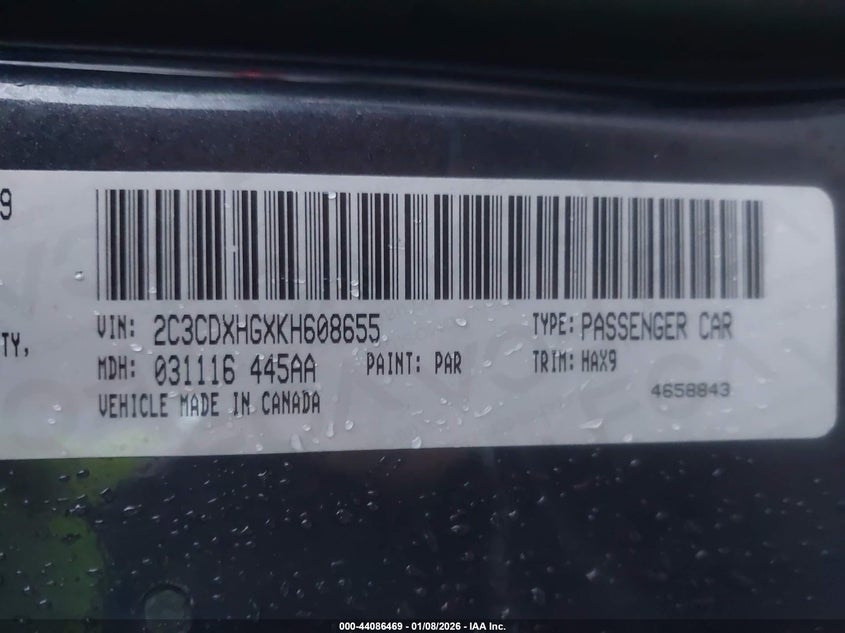 9
TY,
VIN: 2C3CDXHGXKH608655 TYPE: PASSENGER CAR
MDH: 031116 445AA PAINT: PAR TRIM: HAX9
VEHICLE MADE IN CANADA 4658843
000-44086469 - 01/08/2026 - IAA Inc.